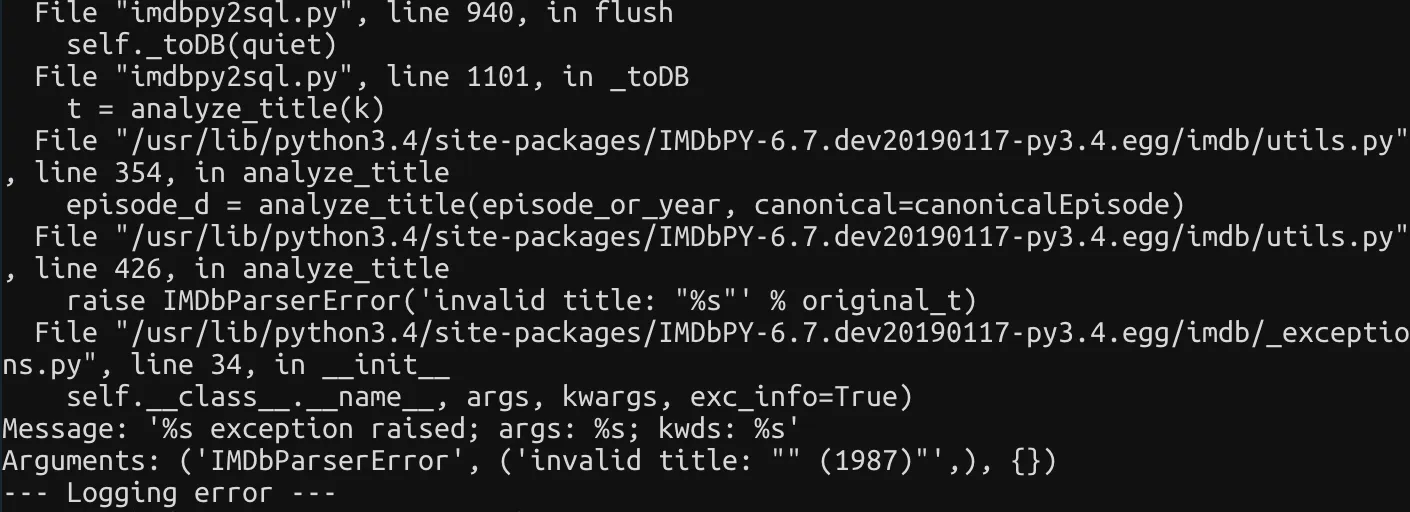 File "imdbpy2sql.py", line 940, in flush
    self._toDB(quiet)
  File "imdbpy2sql.py", line 1101, in _toDB
    t = analyze_title(k)
  File "/usr/lib/python3.4/site-packages/IMDbPY-6.7.dev20190117-py3.4.egg/imdb/utils.py"
, line 354, in analyze_title
    episode_d = analyze_title(episode_or_year, canonical=canonicalEpisode)
  File "/usr/lib/python3.4/site-packages/IMDbPY-6.7.dev20190117-py3.4.egg/imdb/utils.py"
, line 426, in analyze_title
    raise IMDbParserError('invalid title: "%s"' % original_t)
  File "/usr/lib/python3.4/site-packages/IMDbPY-6.7.dev20190117-py3.4.egg/imdb/_exceptio
ns.py", line 34, in __init__
    self.__class__.__name__, args, kwargs, exc_info=True)
Message: '%s exception raised; args: %s; kwds: %s'
Arguments: ('IMDbParserError', ('invalid title: "" (1987)"',), {})
--- Logging error ---